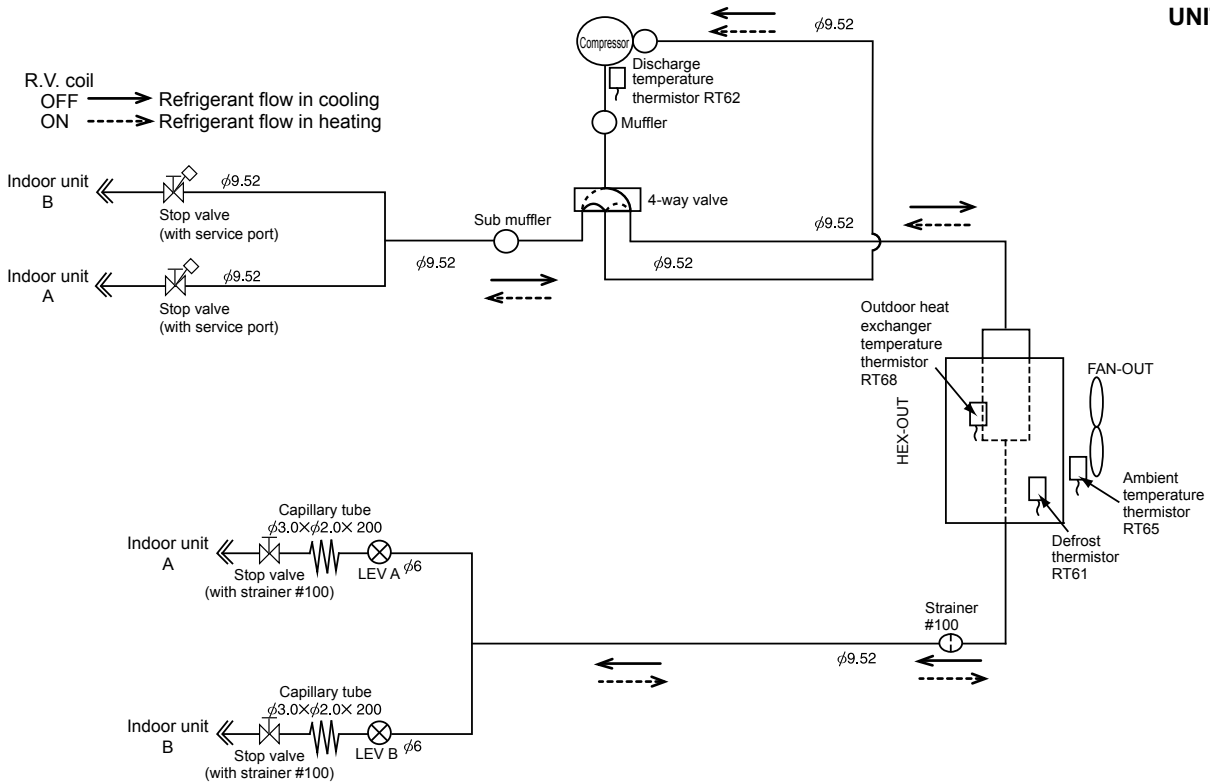 UNI
Compressor
ϕ9.52
Discharge
temperature
thermistor RT62
Muffler
R.V. coil
OFF Refrigerant flow in cooling
ON Refrigerant flow in heating
Indoor unit
B
ϕ9.52
Stop valve
(with service port)
4-way valve
Sub muffler
ϕ9.52
ϕ9.52
ϕ9.52
Indoor unit
A
ϕ9.52
Stop valve
(with service port)
Outdoor heat
exchanger
temperature
thermistor
RT68
HEX-OUT
FAN-OUT
Ambient
temperature
thermistor
RT65
Defrost
thermistor
RT61
Capillary tube
ϕ3.0×ϕ2.0× 200
Indoor unit
A
Stop valve
(with strainer #100)
LEV A
ϕ6
Strainer
#100
ϕ9.52
Capillary tube
ϕ3.0×ϕ2.0× 200
Indoor unit
B
Stop valve
(with strainer #100)
LEV B
ϕ6